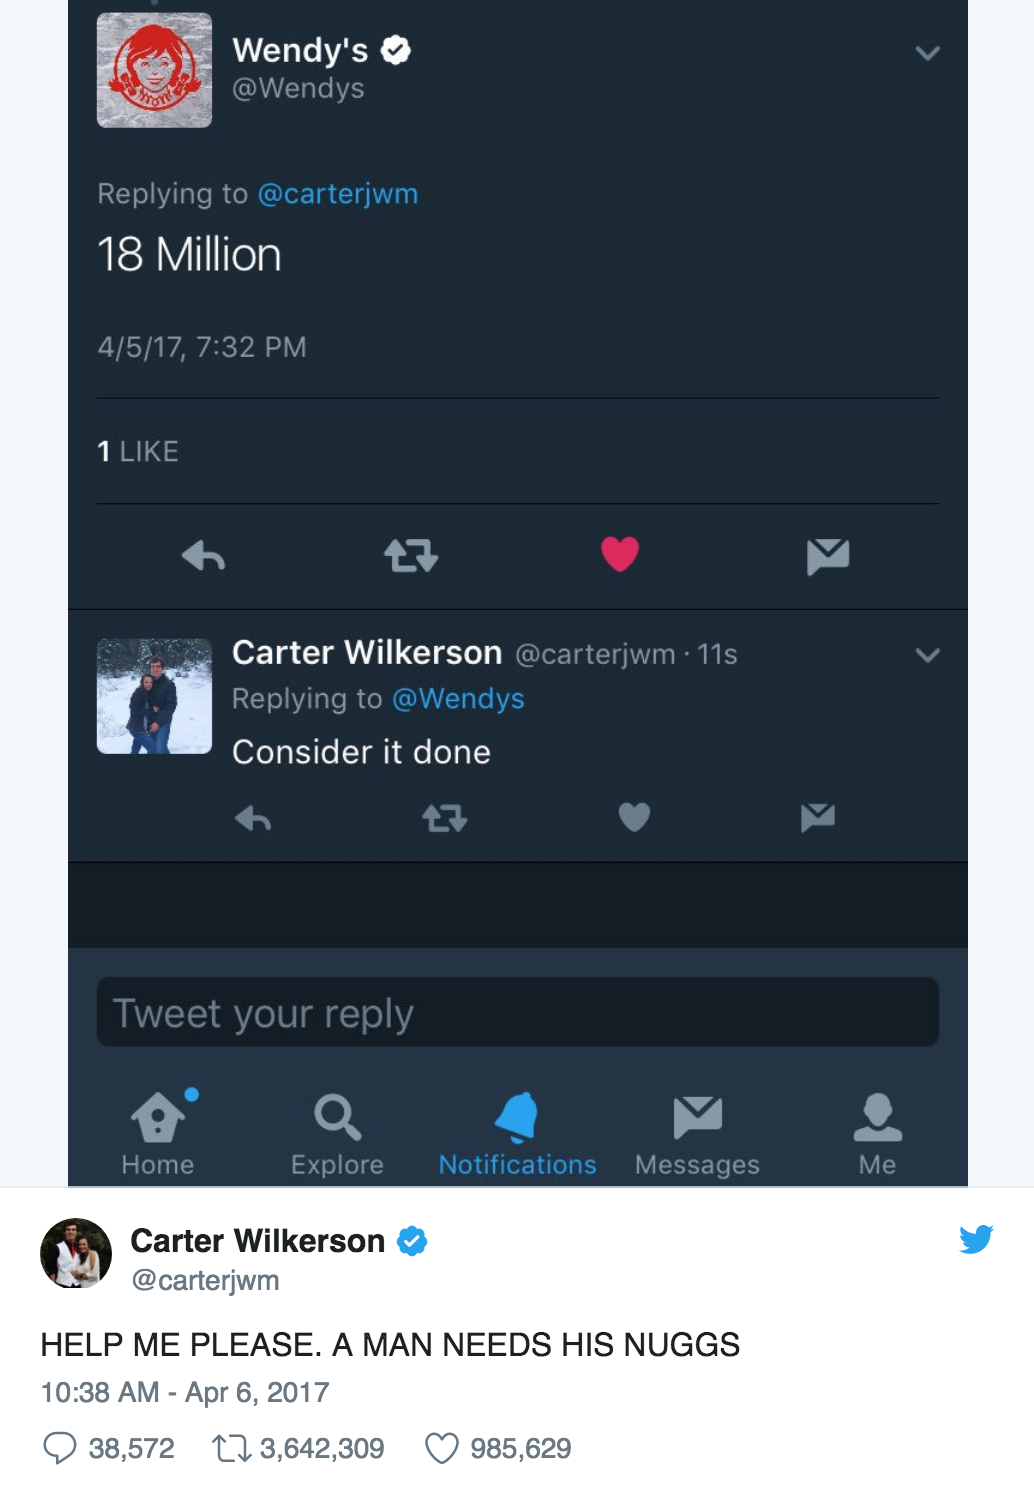 Wendy's
@Wendys
Replying to @carterjwm
18 Million
4/5/17, 7:32 PM
1 LIKE
Carter Wilkerson @carterjwm · 11s
Replying to @Wendys
Consider it done
Tweet your reply
Home Explore Notifications Messages Me
Carter Wilkerson
@carterjwm
HELP ME PLEASE. A MAN NEEDS HIS NUGGS
10:38 AM - Apr 6, 2017
38,572 3,642,309 985,629